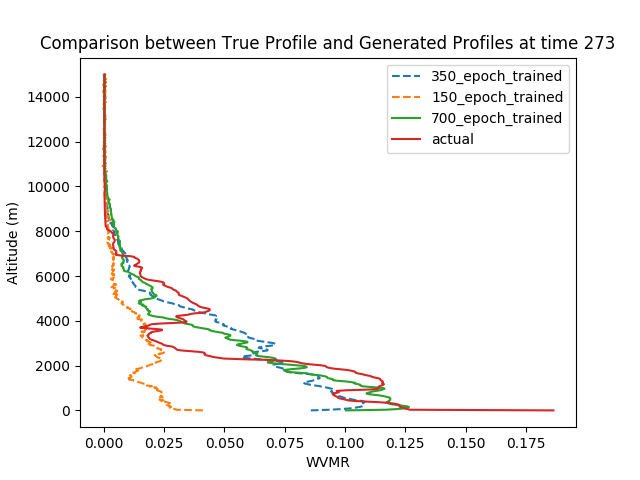 Comparison between True Profile and Generated Profiles at time 273
350_epoch_trained
150_epoch_trained
700_epoch_trained
actual
Altitude (m)
14000
12000
10000
8000
6000
4000
2000
0
0.000 0.025 0.050 0.075 0.100 0.125 0.150 0.175
WVMR